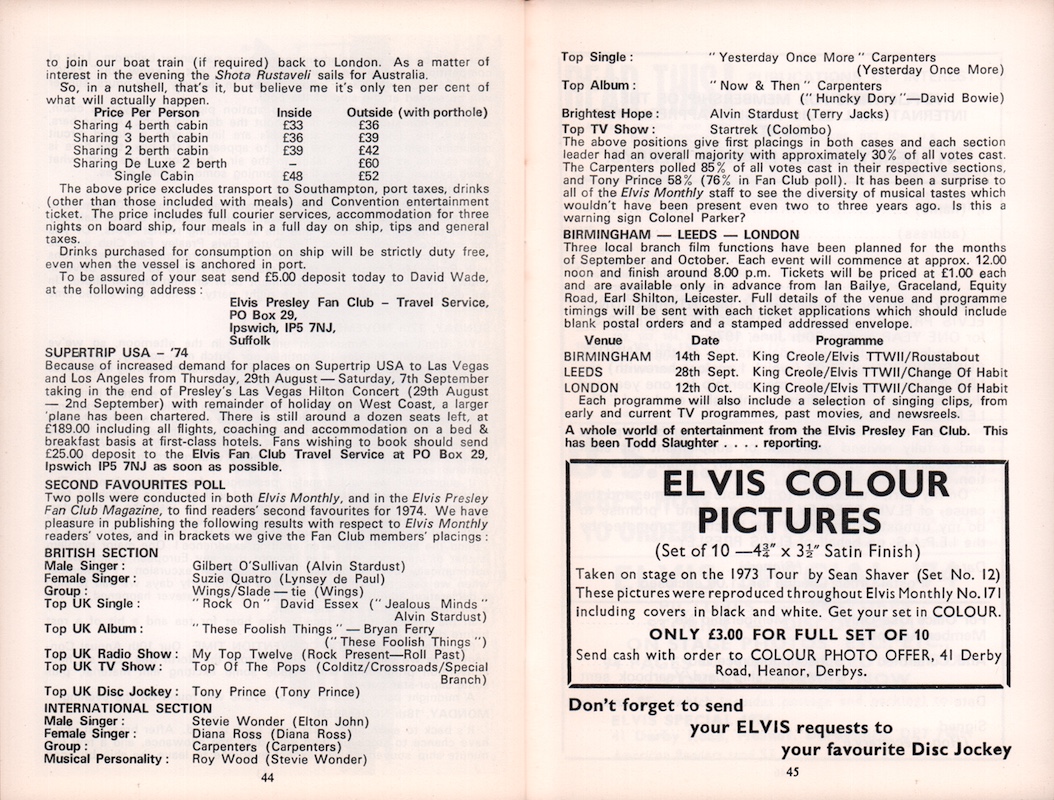 to join our boat train (if required) back to London. As a matter of
interest in the evening the Shota Rustaveli sails for Australia.
So, in a nutshell, that's it, but believe me it's only ten per cent of
what will actually happen.
Price Per Person Inside Outside (with porthole)
Sharing 4 berth cabin £33 £36
Sharing 3 berth cabin £36 £39
Sharing 2 berth cabin £39 £42
Sharing De Luxe 2 berth – £60
Single Cabin £48 £52
The above price excludes transport to Southampton, port taxes, drinks
(other than those included with meals) and Convention entertainment
ticket. The price includes full courier services, accommodation for three
nights on board ship, four meals in a full day on ship, tips and general
taxes.
Drinks purchased for consumption on ship will be strictly duty free,
even when the vessel is anchored in port.
To be assured of your seat send £5.00 deposit today to David Wade,
at the following address :
Elvis Presley Fan Club – Travel Service,
PO Box 29,
Ipswich, IP5 7NJ,
Suffolk
SUPERTRIP USA – '74
Because of increased demand for places on Supertrip USA to Las Vegas
and Los Angeles from Thursday, 29th August — Saturday, 7th September
taking in the end of Presley's Las Vegas Hilton Concert (29th August
— 2nd September) with remainder of holiday on West Coast, a larger
'plane has been chartered. There is still around a dozen seats left, at
£189.00 including all flights, coaching and accommodation on a bed &
breakfast basis at first-class hotels. Fans wishing to book should send
£25.00 deposit to the Elvis Fan Club Travel Service at PO Box 29,
Ipswich IP5 7NJ as soon as possible.
SECOND FAVOURITES POLL
Two polls were conducted in both Elvis Monthly, and in the Elvis Presley
Fan Club Magazine, to find readers' second favourites for 1974. We have
pleasure in publishing the following results with respect to Elvis Monthly
readers' votes, and in brackets we give the Fan Club members' placings :
BRITISH SECTION
Male Singer : Gilbert O'Sullivan (Alvin Stardust)
Female Singer : Suzie Quatro (Lynsey de Paul)
Group : Wings/Slade — tie (Wings)
Top UK Single : "Rock On" David Essex ("Jealous Minds"
Alvin Stardust)
Top UK Album : "These Foolish Things" — Bryan Ferry
("These Foolish Things")
Top UK Radio Show : My Top Twelve (Rock Present—Roll Past)
Top UK TV Show : Top Of The Pops (Colditz/Crossroads/Special
Branch)
Top UK Disc Jockey : Tony Prince (Tony Prince)
INTERNATIONAL SECTION
Male Singer : Stevie Wonder (Elton John)
Female Singer : Diana Ross (Diana Ross)
Group : Carpenters (Carpenters)
Musical Personality : Roy Wood (Stevie Wonder)
44
Top Single : "Yesterday Once More" Carpenters
(Yesterday Once More)
Top Album : "Now & Then" Carpenters
("Huncky Dory"—David Bowie)
Brightest Hope : Alvin Stardust (Terry Jacks)
Top TV Show : Startrek (Colombo)
The above positions give first placings in both cases and each section
leader had an overall majority with approximately 30% of all votes cast.
The Carpenters polled 85% of all votes cast in their respective sections,
and Tony Prince 58% (76% in Fan Club poll). It has been a surprise to
all of the Elvis Monthly staff to see the diversity of musical tastes which
wouldn't have been present even two to three years ago. Is this a
warning sign Colonel Parker?
BIRMINGHAM — LEEDS — LONDON
Three local branch film functions have been planned for the months
of September and October. Each event will commence at approx. 12.00
noon and finish around 8.00 p.m. Tickets will be priced at £1.00 each
and are available only in advance from Ian Bailye, Graceland, Equity
Road, Earl Shilton, Leicester. Full details of the venue and programme
timings will be sent with each ticket applications which should include
blank postal orders and a stamped addressed envelope.
Venue Date Programme
BIRMINGHAM 14th Sept. King Creole/Elvis TTWII/Roustabout
LEEDS 28th Sept. King Creole/Elvis TTWII/Change Of Habit
LONDON 12th Oct. King Creole/Elvis TTWII/Change Of Habit
Each programme will also include a selection of singing clips, from
early and current TV programmes, past movies, and newsreels.
A whole world of entertainment from the Elvis Presley Fan Club. This
has been Todd Slaughter . . . . reporting.
ELVIS COLOUR
PICTURES
(Set of 10 —4¾" x 3½" Satin Finish)
Taken on stage on the 1973 Tour by Sean Shaver (Set No. 12)
These pictures were reproduced throughout Elvis Monthly No. 171
including covers in black and white. Get your set in COLOUR.
ONLY £3.00 FOR FULL SET OF 10
Send cash with order to COLOUR PHOTO OFFER, 41 Derby
Road, Heanor, Derbys.
Don't forget to send
your ELVIS requests to
your favourite Disc Jockey
45